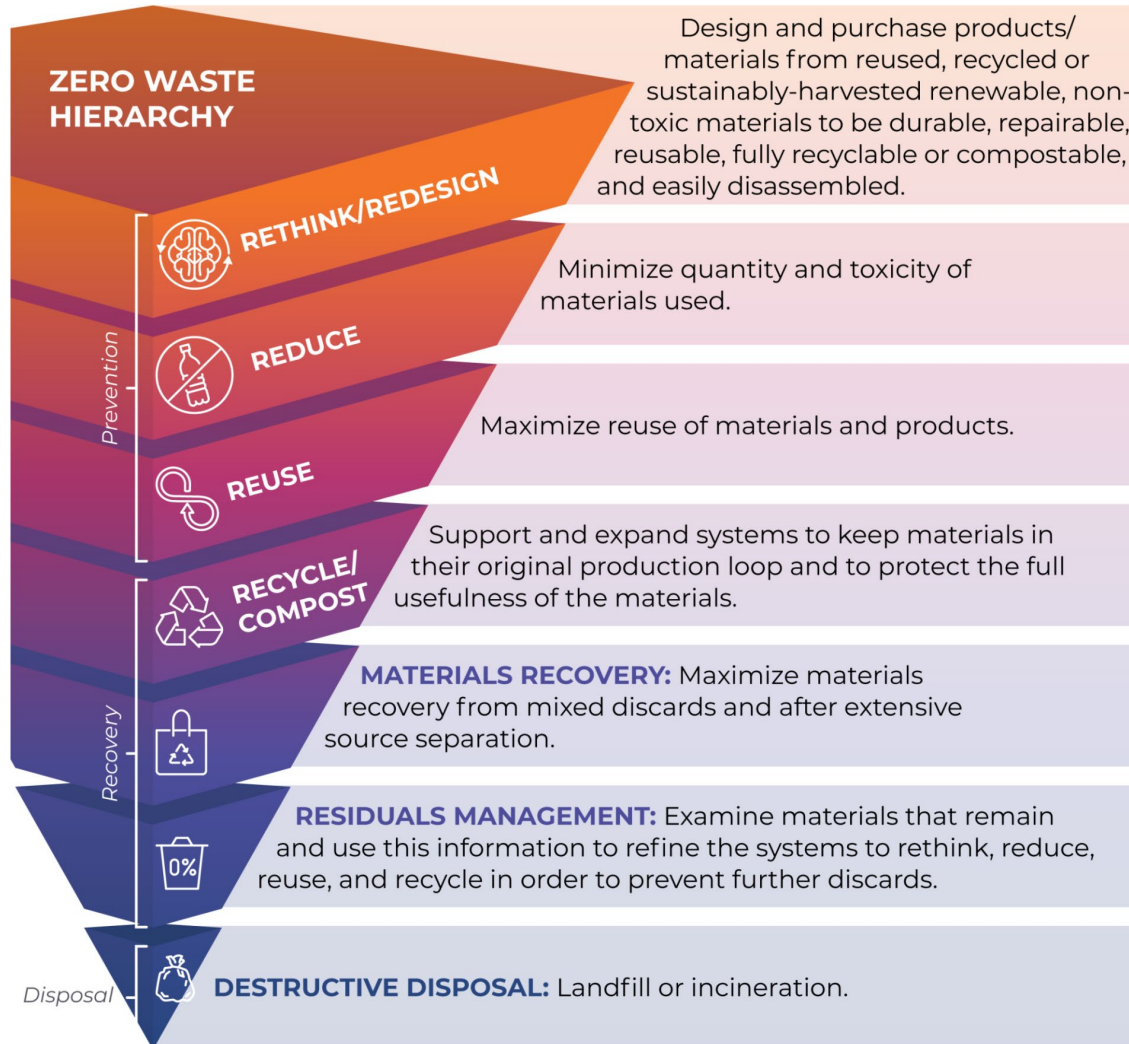 ZERO WASTE
HIERARCHY
Design and purchase products/
materials from reused, recycled or
sustainably-harvested renewable, non-
toxic materials to be durable, repairable,
reusable, fully recyclable or compostable,
and easily disassembled.
Prevention
RETHINK/REDESIGN
REDUCE
Minimize quantity and toxicity of
materials used.
REUSE
Maximize reuse of materials and products.
Recovery
RECYCLE/
COMPOST
Support and expand systems to keep materials in
their original production loop and to protect the full
usefulness of the materials.
MATERIALS RECOVERY: Maximize materials
recovery from mixed discards and after extensive
source separation.
0%
RESIDUALS MANAGEMENT: Examine materials that remain
and use this information to refine the systems to rethink, reduce,
reuse, and recycle in order to prevent further discards.
Disposal
DESTRUCTIVE DISPOSAL: Landfill or incineration.